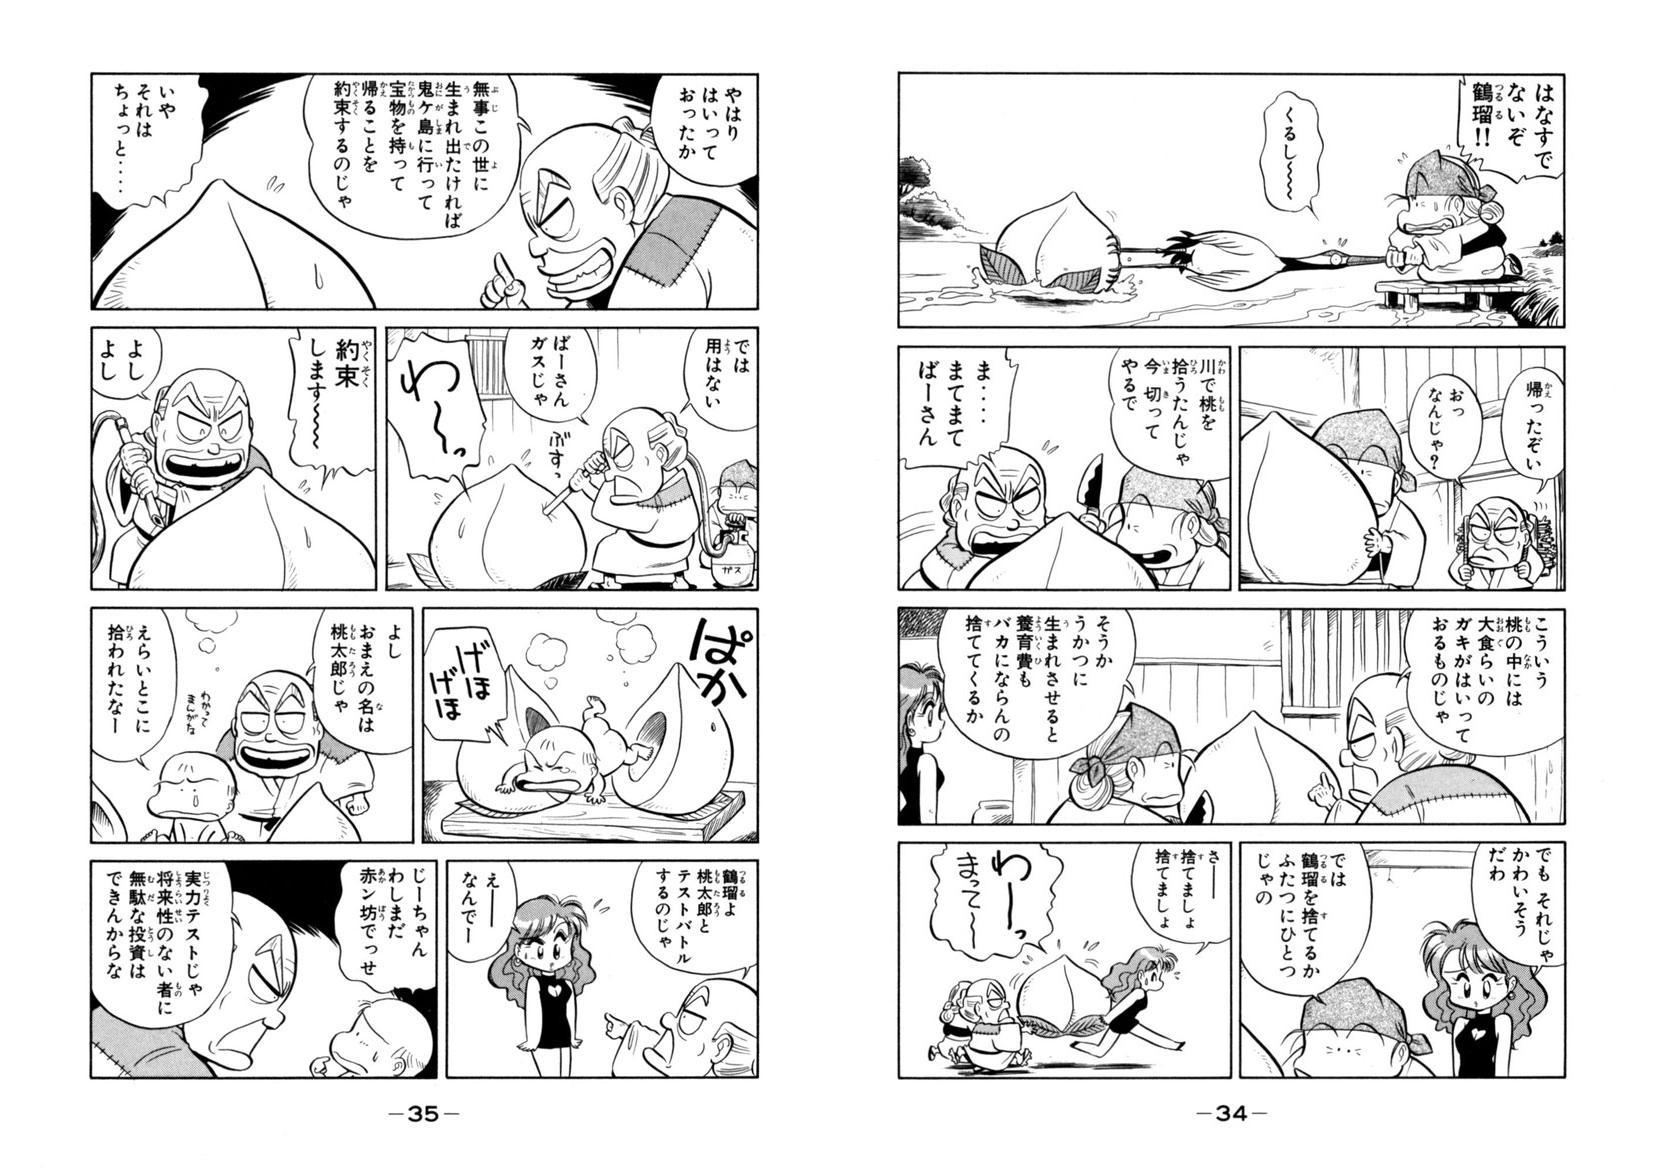 はなすで
ないぞ
鶴瑠!!
くるし〜〜〜
帰ったぞい
おっ
なんじゃ?
川で桃を
拾うたんじゃ
今 切って
やるで
ま‥‥
まてまて
ばーさん
こういう
桃の中には
大食らいの
ガキがはいって
おるものじゃ
そうか
うかつに
生まれさせると
養育費も
バカにならんの
捨ててくるか
でも それじゃ
かわいそう
だわ
では
鶴瑠を捨てるか
ふたつにひとつ
じゃの
さー
捨てましょ
捨てましょ
わ〜っ
まって〜
—34—
やはり
はいって
おったか
無事この世に
生まれ出たければ
鬼ケ島に行って
宝物を持って
帰ることを
約束するのじゃ
いや
それは
ちょっと‥‥
では
用はない
ばーさん
ガスじゃ
ぶすっ
ガス
わ〜っ
約束
します〜〜〜
よし
よし
ぱかっ
げほ
げほ
よし
おまえの名は
桃太郎じゃ
わかって
まんがな
えらいとこに
拾われたなー
鶴瑠よ
桃太郎と
テストバトル
するのじゃ
えー
なんでー
じーちゃん
わしまだ
赤ン坊でっせ
実力テストじゃ
将来性のない者に
無駄な投資は
できんからな
—35—